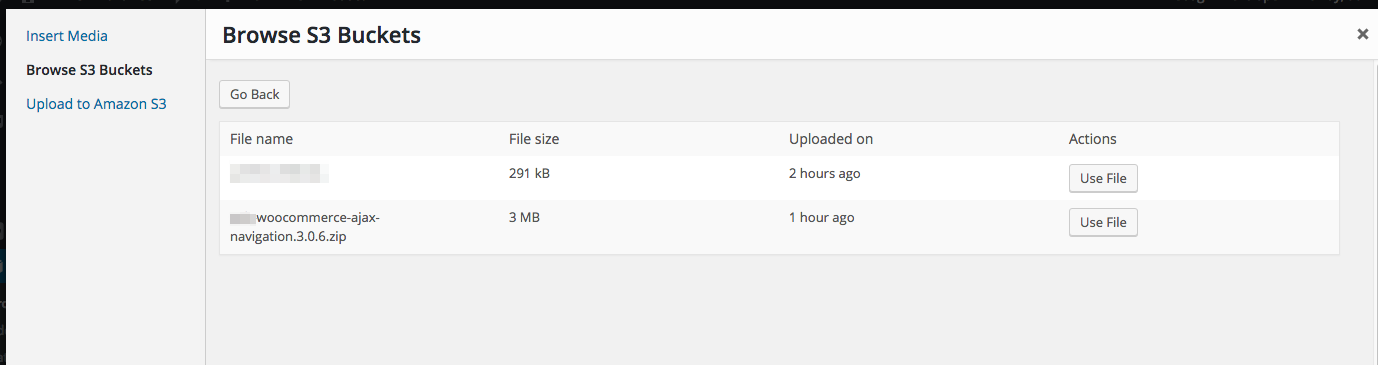 Browse S3 Buckets
Insert Media
Browse S3 Buckets
Upload to Amazon S3
Go Back
File name File size Uploaded on Actions
291 kB 2 hours ago Use File
woocommerce-ajax- 3 MB 1 hour ago Use File
navigation.3.0.6.zip